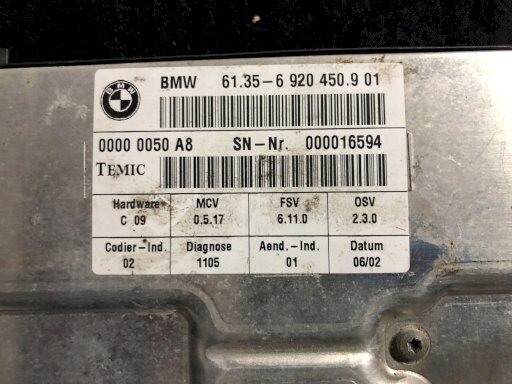 BMW BMW 61.35-6 920 450.9 01
0000 0050 A8 SN-Nr. 000016594
TEMIC
Hardware MCV FSV OSV
C 09 0.5.17 6.11.0 2.3.0
Codier-Ind. Diagnose Aend.-Ind. Datum
02 1105 01 06/02